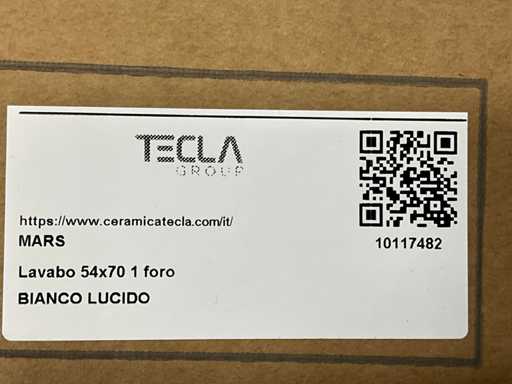 TECLA
GROUP
https://www.ceramicatecla.com/it/
MARS
10117482
Lavabo 54x70 1 foro
BIANCO LUCIDO